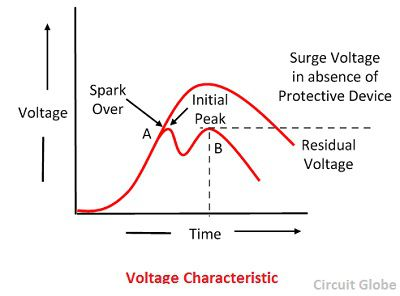 Surge Voltage
in absence of
Protective Device
Spark
Over
Initial
Peak
Voltage
A
B
Residual
Voltage
Time
Voltage Characteristic
Circuit Globe